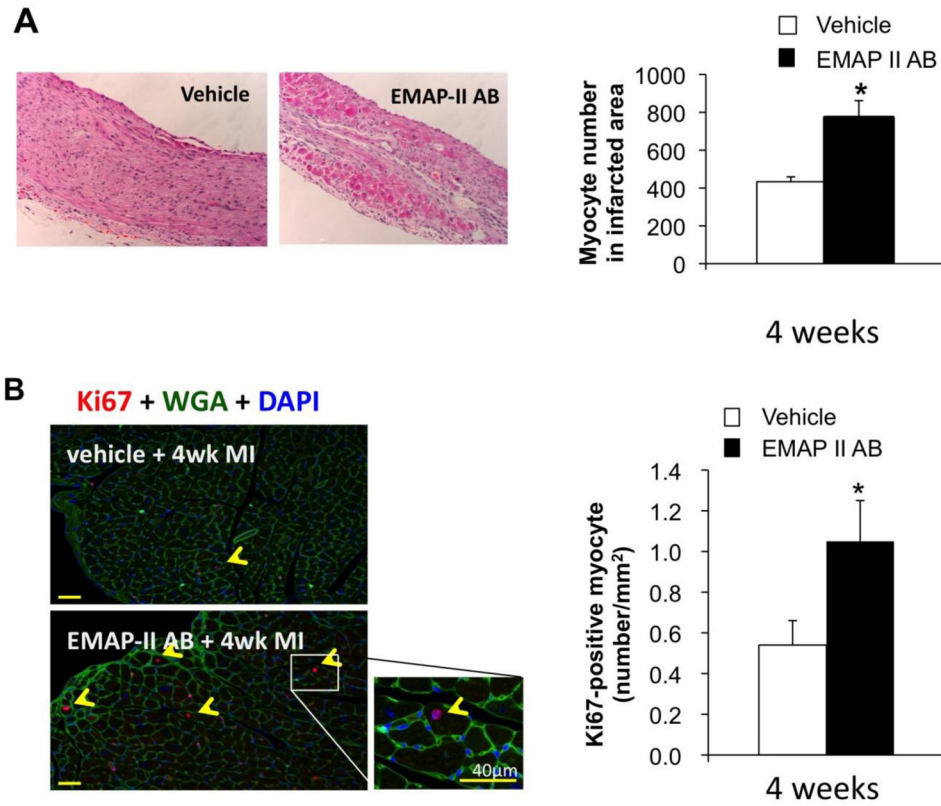 A
Vehicle
EMAP-II AB
Vehicle
EMAP II AB
Myocyte number
in infarcted area
1000
800
600
400
200
0
*
4 weeks
B
Ki67 + WGA + DAPI
vehicle + 4wk MI
EMAP-II AB + 4wk MI
40μm
Vehicle
EMAP II AB
Ki67-positive myocyte
(number/mm²)
1.4
1.2
1.0
0.8
0.6
0.4
0.2
0.0
*
4 weeks